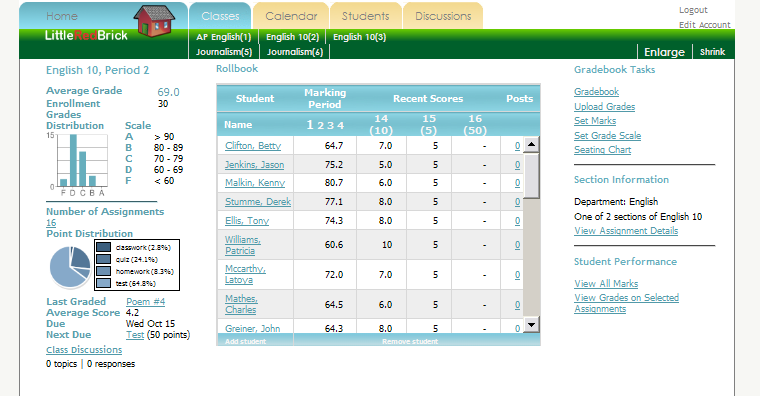 Home
Classes
Calendar
Students
Discussions
Logout
Edit Account
LittleRedBrick
AP English(1) English 10(2) English 10(3)
Journalism(5) Journalism(6)
Enlarge Shrink
English 10, Period 2
Average Grade 69.0
Enrollment 30
Grades
Distribution
Scale
A > 90
B 80 - 89
C 70 - 79
D 60 - 69
F < 60
15
0
F D C B A
Number of Assignments
16
Point Distribution
classwork (2.8%)
quiz (24.1%)
homework (8.3%)
test (64.8%)
Last Graded Poem #4
Average Score 4.2
Due Wed Oct 15
Next Due Test (50 points)
Class Discussions
0 topics | 0 responses
Rollbook
Student Marking Period Recent Scores Posts
Name 1 2 3 4 14 (10) 15 (5) 16 (50)
Clifton, Betty 64.7 7.0 5 - 0
Jenkins, Jason 75.2 5.0 5 - 0
Malkin, Kenny 80.7 6.0 5 - 0
Stumme, Derek 77.1 8.0 5 - 0
Ellis, Tony 74.3 8.0 5 - 0
Williams, Patricia 60.6 10 5 - 0
Mccarthy, Latoya 72.0 7.0 5 - 0
Mathes, Charles 64.5 6.0 5 - 0
Greiner, John 64.3 8.0 5 - 0
Add student Remove student
Gradebook Tasks
Gradebook
Upload Grades
Set Marks
Set Grade Scale
Seating Chart
Section Information
Department: English
One of 2 sections of English 10
View Assignment Details
Student Performance
View All Marks
View Grades on Selected
Assignments